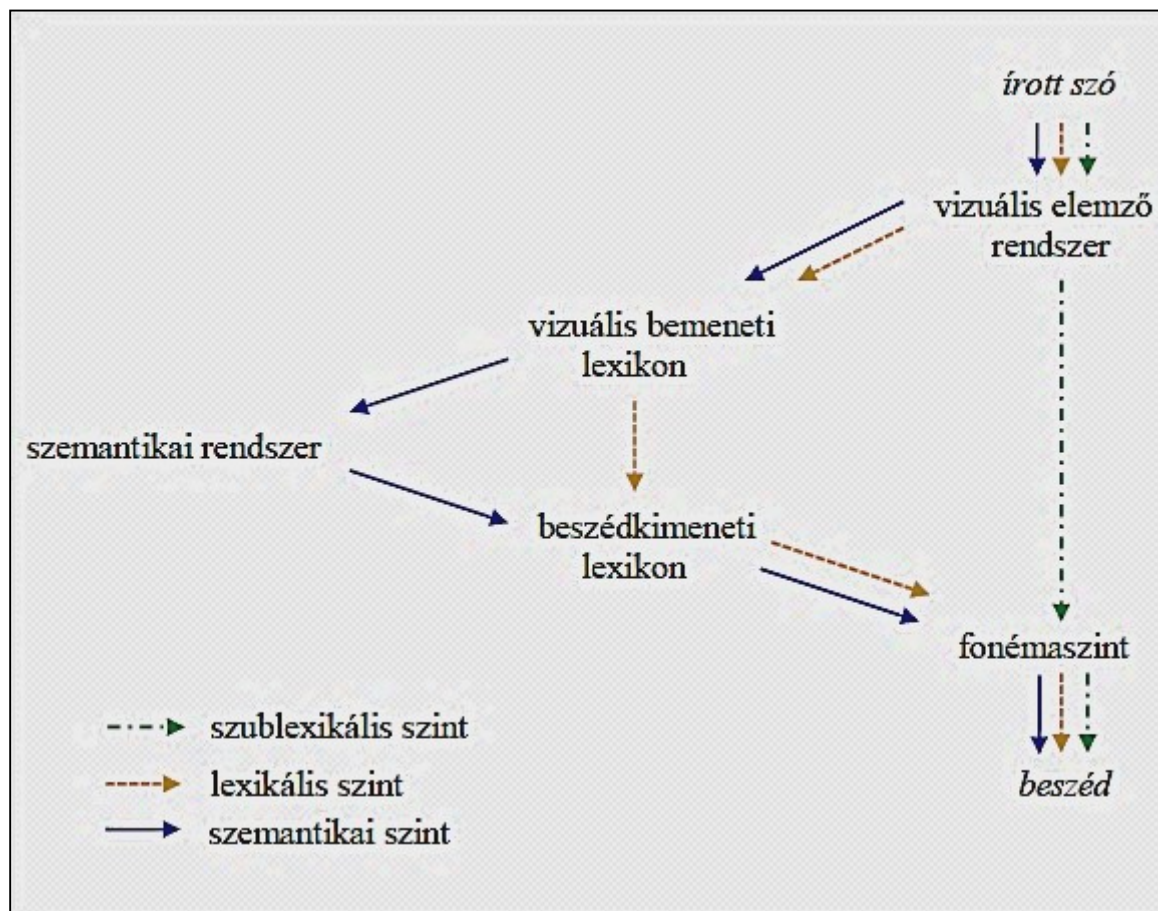 írott szó
vizuális elemző
rendszer
vizuális bemeneti
lexikon
szemantikai rendszer
beszédkimeneti
lexikon
fonémaszint
beszéd
szublexikális szint
lexikális szint
szemantikai szint